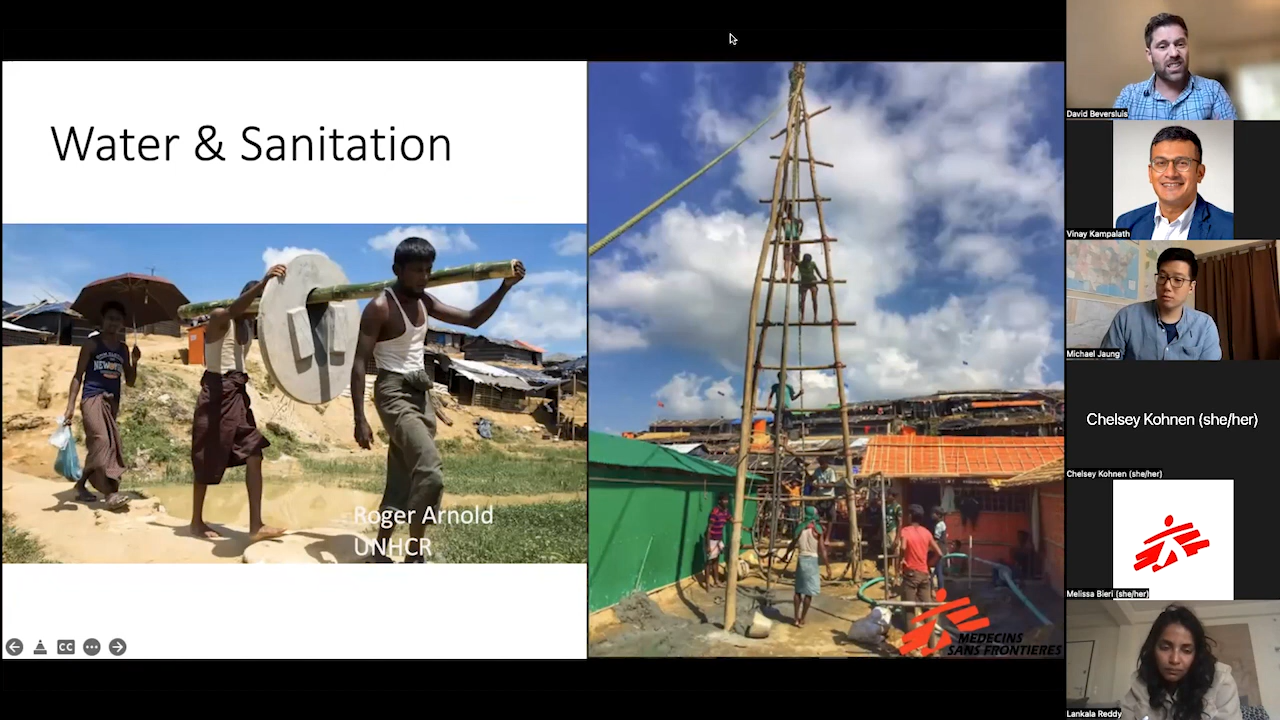 Water & Sanitation
Roger Arnold
UNHCR
CC
MEDECINS
SANS FRONTIERES
David Beversluis
Vinay Kampalath
Michael Jaung
Chelsey Kohnen (she/her)
Chelsey Kohnen (she/her)
Melissa Bieri (she/her)
Lankala Reddy